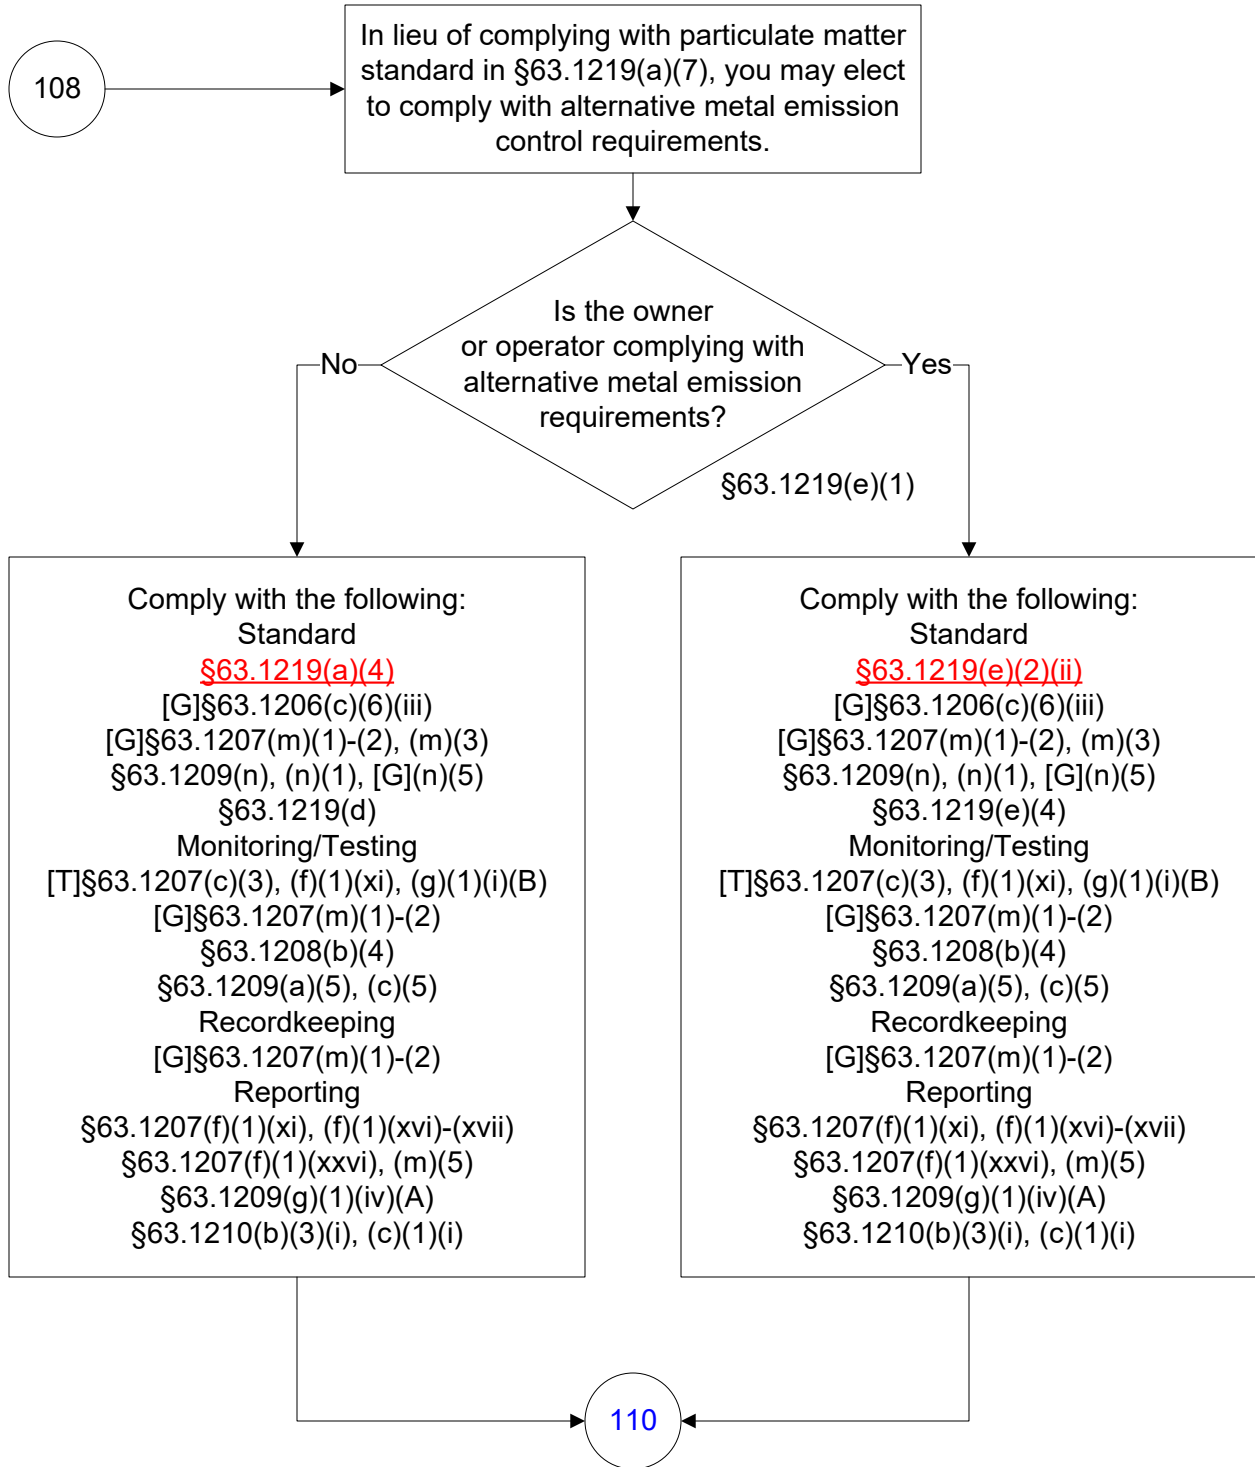 108
In lieu of complying with particulate matter
standard in §63.1219(a)(7), you may elect
to comply with alternative metal emission
control requirements.
Is the owner
or operator complying with
alternative metal emission
requirements?
No
Yes
§63.1219(e)(1)
Comply with the following:
Standard
§63.1219(a)(4)
[G]§63.1206(c)(6)(iii)
[G]§63.1207(m)(1)-(2), (m)(3)
§63.1209(n), (n)(1), [G](n)(5)
§63.1219(d)
Monitoring/Testing
[T]§63.1207(c)(3), (f)(1)(xi), (g)(1)(i)(B)
[G]§63.1207(m)(1)-(2)
§63.1208(b)(4)
§63.1209(a)(5), (c)(5)
Recordkeeping
[G]§63.1207(m)(1)-(2)
Reporting
§63.1207(f)(1)(xi), (f)(1)(xvi)-(xvii)
§63.1207(f)(1)(xxvi), (m)(5)
§63.1209(g)(1)(iv)(A)
§63.1210(b)(3)(i), (c)(1)(i)
Comply with the following:
Standard
§63.1219(e)(2)(ii)
[G]§63.1206(c)(6)(iii)
[G]§63.1207(m)(1)-(2), (m)(3)
§63.1209(n), (n)(1), [G](n)(5)
§63.1219(e)(4)
Monitoring/Testing
[T]§63.1207(c)(3), (f)(1)(xi), (g)(1)(i)(B)
[G]§63.1207(m)(1)-(2)
§63.1208(b)(4)
§63.1209(a)(5), (c)(5)
Recordkeeping
[G]§63.1207(m)(1)-(2)
Reporting
§63.1207(f)(1)(xi), (f)(1)(xvi)-(xvii)
§63.1207(f)(1)(xxvi), (m)(5)
§63.1209(g)(1)(iv)(A)
§63.1210(b)(3)(i), (c)(1)(i)
110